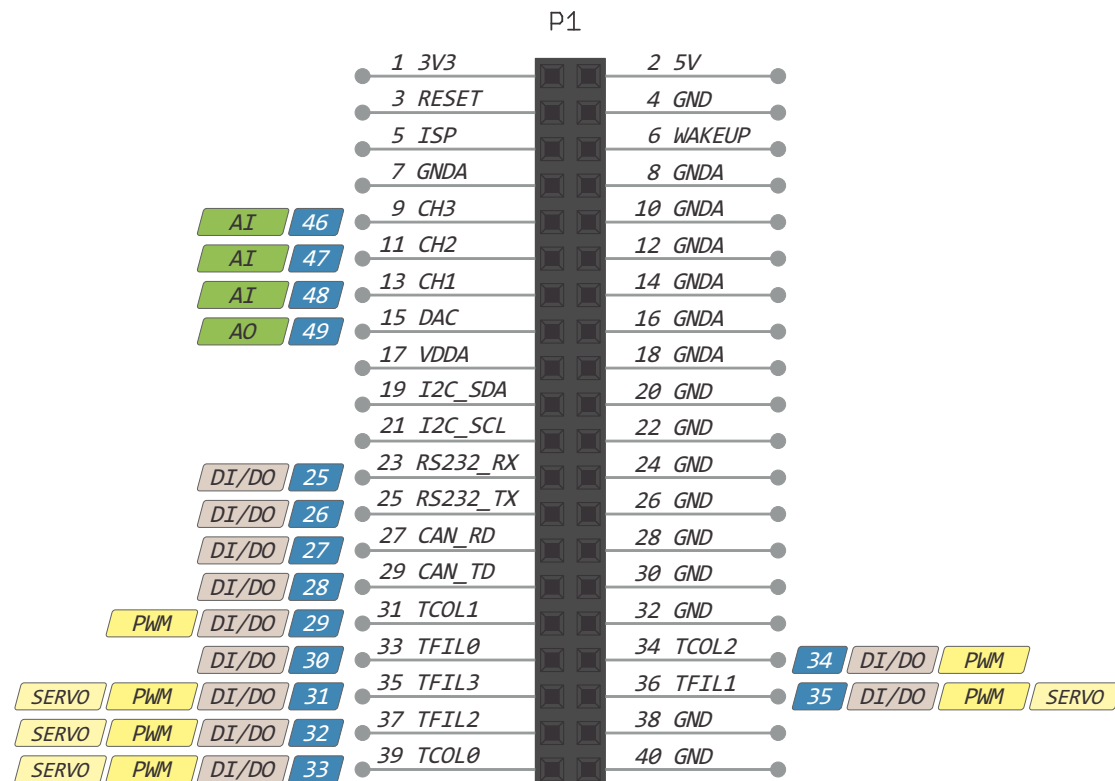 P1
1 3V3 2 5V
3 RESET 4 GND
5 ISP 6 WAKEUP
7 GNDA 8 GNDA
AI 46 9 CH3 10 GNDA
AI 47 11 CH2 12 GNDA
AI 48 13 CH1 14 GNDA
AO 49 15 DAC 16 GNDA
17 VDDA 18 GNDA
19 I2C_SDA 20 GND
21 I2C_SCL 22 GND
DI/DO 25 23 RS232_RX 24 GND
DI/DO 26 25 RS232_TX 26 GND
DI/DO 27 27 CAN_RD 28 GND
DI/DO 28 29 CAN_TD 30 GND
PWM DI/DO 29 31 TCOL1 32 GND
DI/DO 30 33 TFIL0 34 TCOL2 34 DI/DO PWM
SERVO PWM DI/DO 31 35 TFIL3 36 TFIL1 35 DI/DO PWM SERVO
SERVO PWM DI/DO 32 37 TFIL2 38 GND
SERVO PWM DI/DO 33 39 TCOL0 40 GND